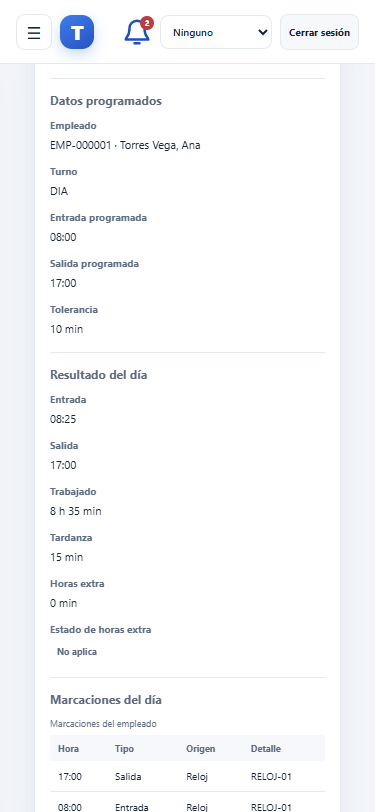 ☰ T 2 Ninguno Cerrar sesión
Datos programados
Empleado
EMP-000001 · Torres Vega, Ana
Turno
DIA
Entrada programada
08:00
Salida programada
17:00
Tolerancia
10 min
Resultado del día
Entrada
08:25
Salida
17:00
Trabajado
8 h 35 min
Tardanza
15 min
Horas extra
0 min
Estado de horas extra
No aplica
Marcaciones del día
Marcaciones del empleado
Hora Tipo Origen Detalle
17:00 Salida Reloj RELOJ-01
08:00 Entrada Reloj RELOJ-01